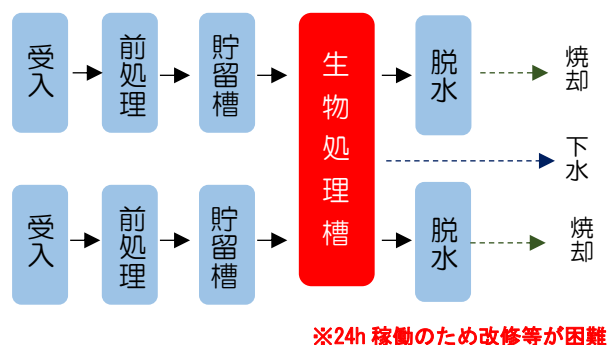 受入
前処理
貯留槽
生物処理槽
脱水
焼却
下水
受入
前処理
貯留槽
脱水
焼却
※24h 稼働のため改修等が困難